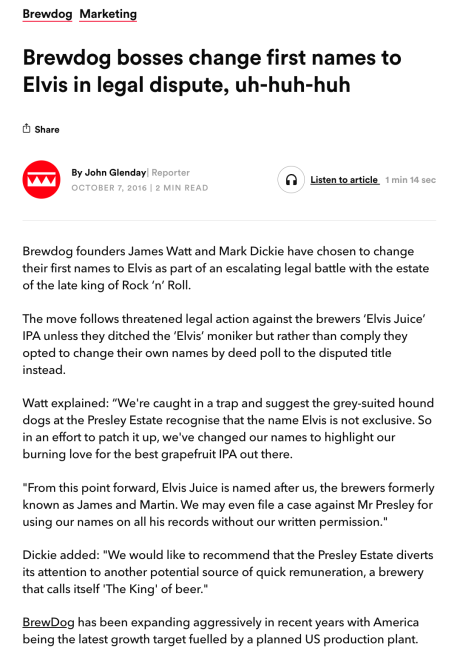 Brewdog Marketing
Brewdog bosses change first names to
Elvis in legal dispute, uh-huh-huh
Share
By John Glenday| Reporter
OCTOBER 7, 2016 | 2 MIN READ
Listen to article 1 min 14 sec
Brewdog founders James Watt and Mark Dickie have chosen to change
their first names to Elvis as part of an escalating legal battle with the estate
of the late king of Rock ‘n’ Roll.
The move follows threatened legal action against the brewers ‘Elvis Juice’
IPA unless they ditched the ‘Elvis’ moniker but rather than comply they
opted to change their own names by deed poll to the disputed title
instead.
Watt explained: “We're caught in a trap and suggest the grey-suited hound
dogs at the Presley Estate recognise that the name Elvis is not exclusive. So
in an effort to patch it up, we've changed our names to highlight our
burning love for the best grapefruit IPA out there.
"From this point forward, Elvis Juice is named after us, the brewers formerly
known as James and Martin. We may even file a case against Mr Presley for
using our names on all his records without our written permission."
Dickie added: "We would like to recommend that the Presley Estate diverts
its attention to another potential source of quick remuneration, a brewery
that calls itself 'The King' of beer."
BrewDog has been expanding aggressively in recent years with America
being the latest growth target fuelled by a planned US production plant.